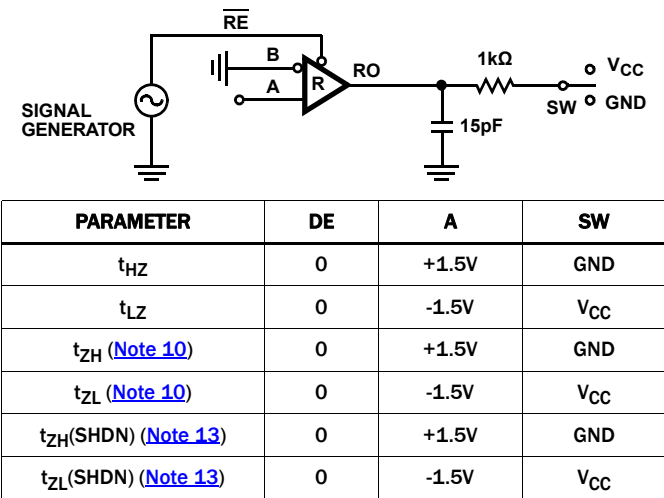 RE
B
A
R
RO
1kΩ
VCC
SW
GND
SIGNAL
GENERATOR
15pF
PARAMETER DE A SW
tHZ 0 +1.5V GND
tLZ 0 -1.5V VCC
tZH (Note 10) 0 +1.5V GND
tZL (Note 10) 0 -1.5V VCC
tZH(SHDN) (Note 13) 0 +1.5V GND
tZL(SHDN) (Note 13) 0 -1.5V VCC